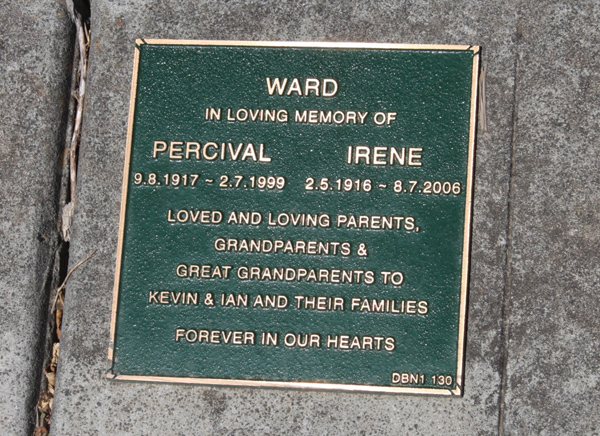 WARD
IN LOVING MEMORY OF
PERCIVAL IRENE
9.8.1917 ~ 2.7.1999 2.5.1916 ~ 8.7.2006
LOVED AND LOVING PARENTS,
GRANDPARENTS &
GREAT GRANDPARENTS TO
KEVIN & IAN AND THEIR FAMILIES
FOREVER IN OUR HEARTS
DBN1 130